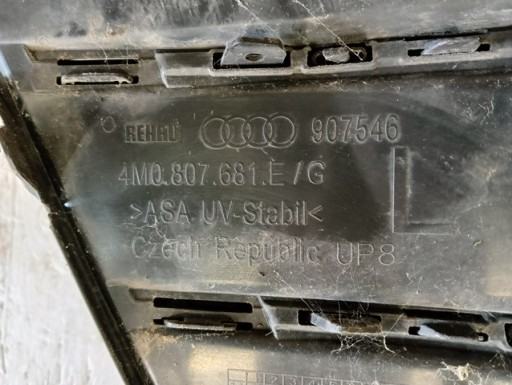 REHAU 907546
4M0.807.681.E/G
>ASA UV-Stabil<
Czech Republic UP8
L